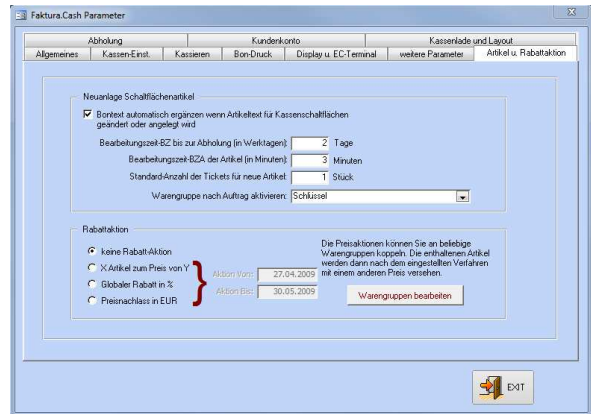 Faktura.Cash Parameter
Abholung
Kundenkonto
Kassenlade und Layout
Allgemeines
Kassen-Einst.
Kassieren
Bon-Druck
Display u. EC-Terminal
weitere Parameter
Artikel u. Rabattaktion
Neuanlage Schaltflächenartikel
Bontext automatisch ergänzen wenn Artikeltext für Kassenschaltflächen
geändert oder angelegt wird
Bearbeitungszeit-BZ bis zur Abholung (in Werktagen): 2 Tage
Bearbeitungszeit-BZA der Artikel (in Minuten): 3 Minuten
Standard-Anzahl der Tickets für neue Artikel: 1 Stück
Warengruppe nach Auftrag aktivieren: Schlüssel
Rabattaktion
keine Rabatt-Aktion
X Artikel zum Preis von Y
Globaler Rabatt in %
Preisnachlass in EUR
Aktion Von: 27.04.2009
Aktion Bis: 30.05.2009
Die Preisaktionen können Sie an beliebige
Warengruppen koppeln. Die enthaltenen Artikel
werden dann nach dem eingestellten Verfahren
mit einem anderen Preis versehen.
Warengruppen bearbeiten
EXIT